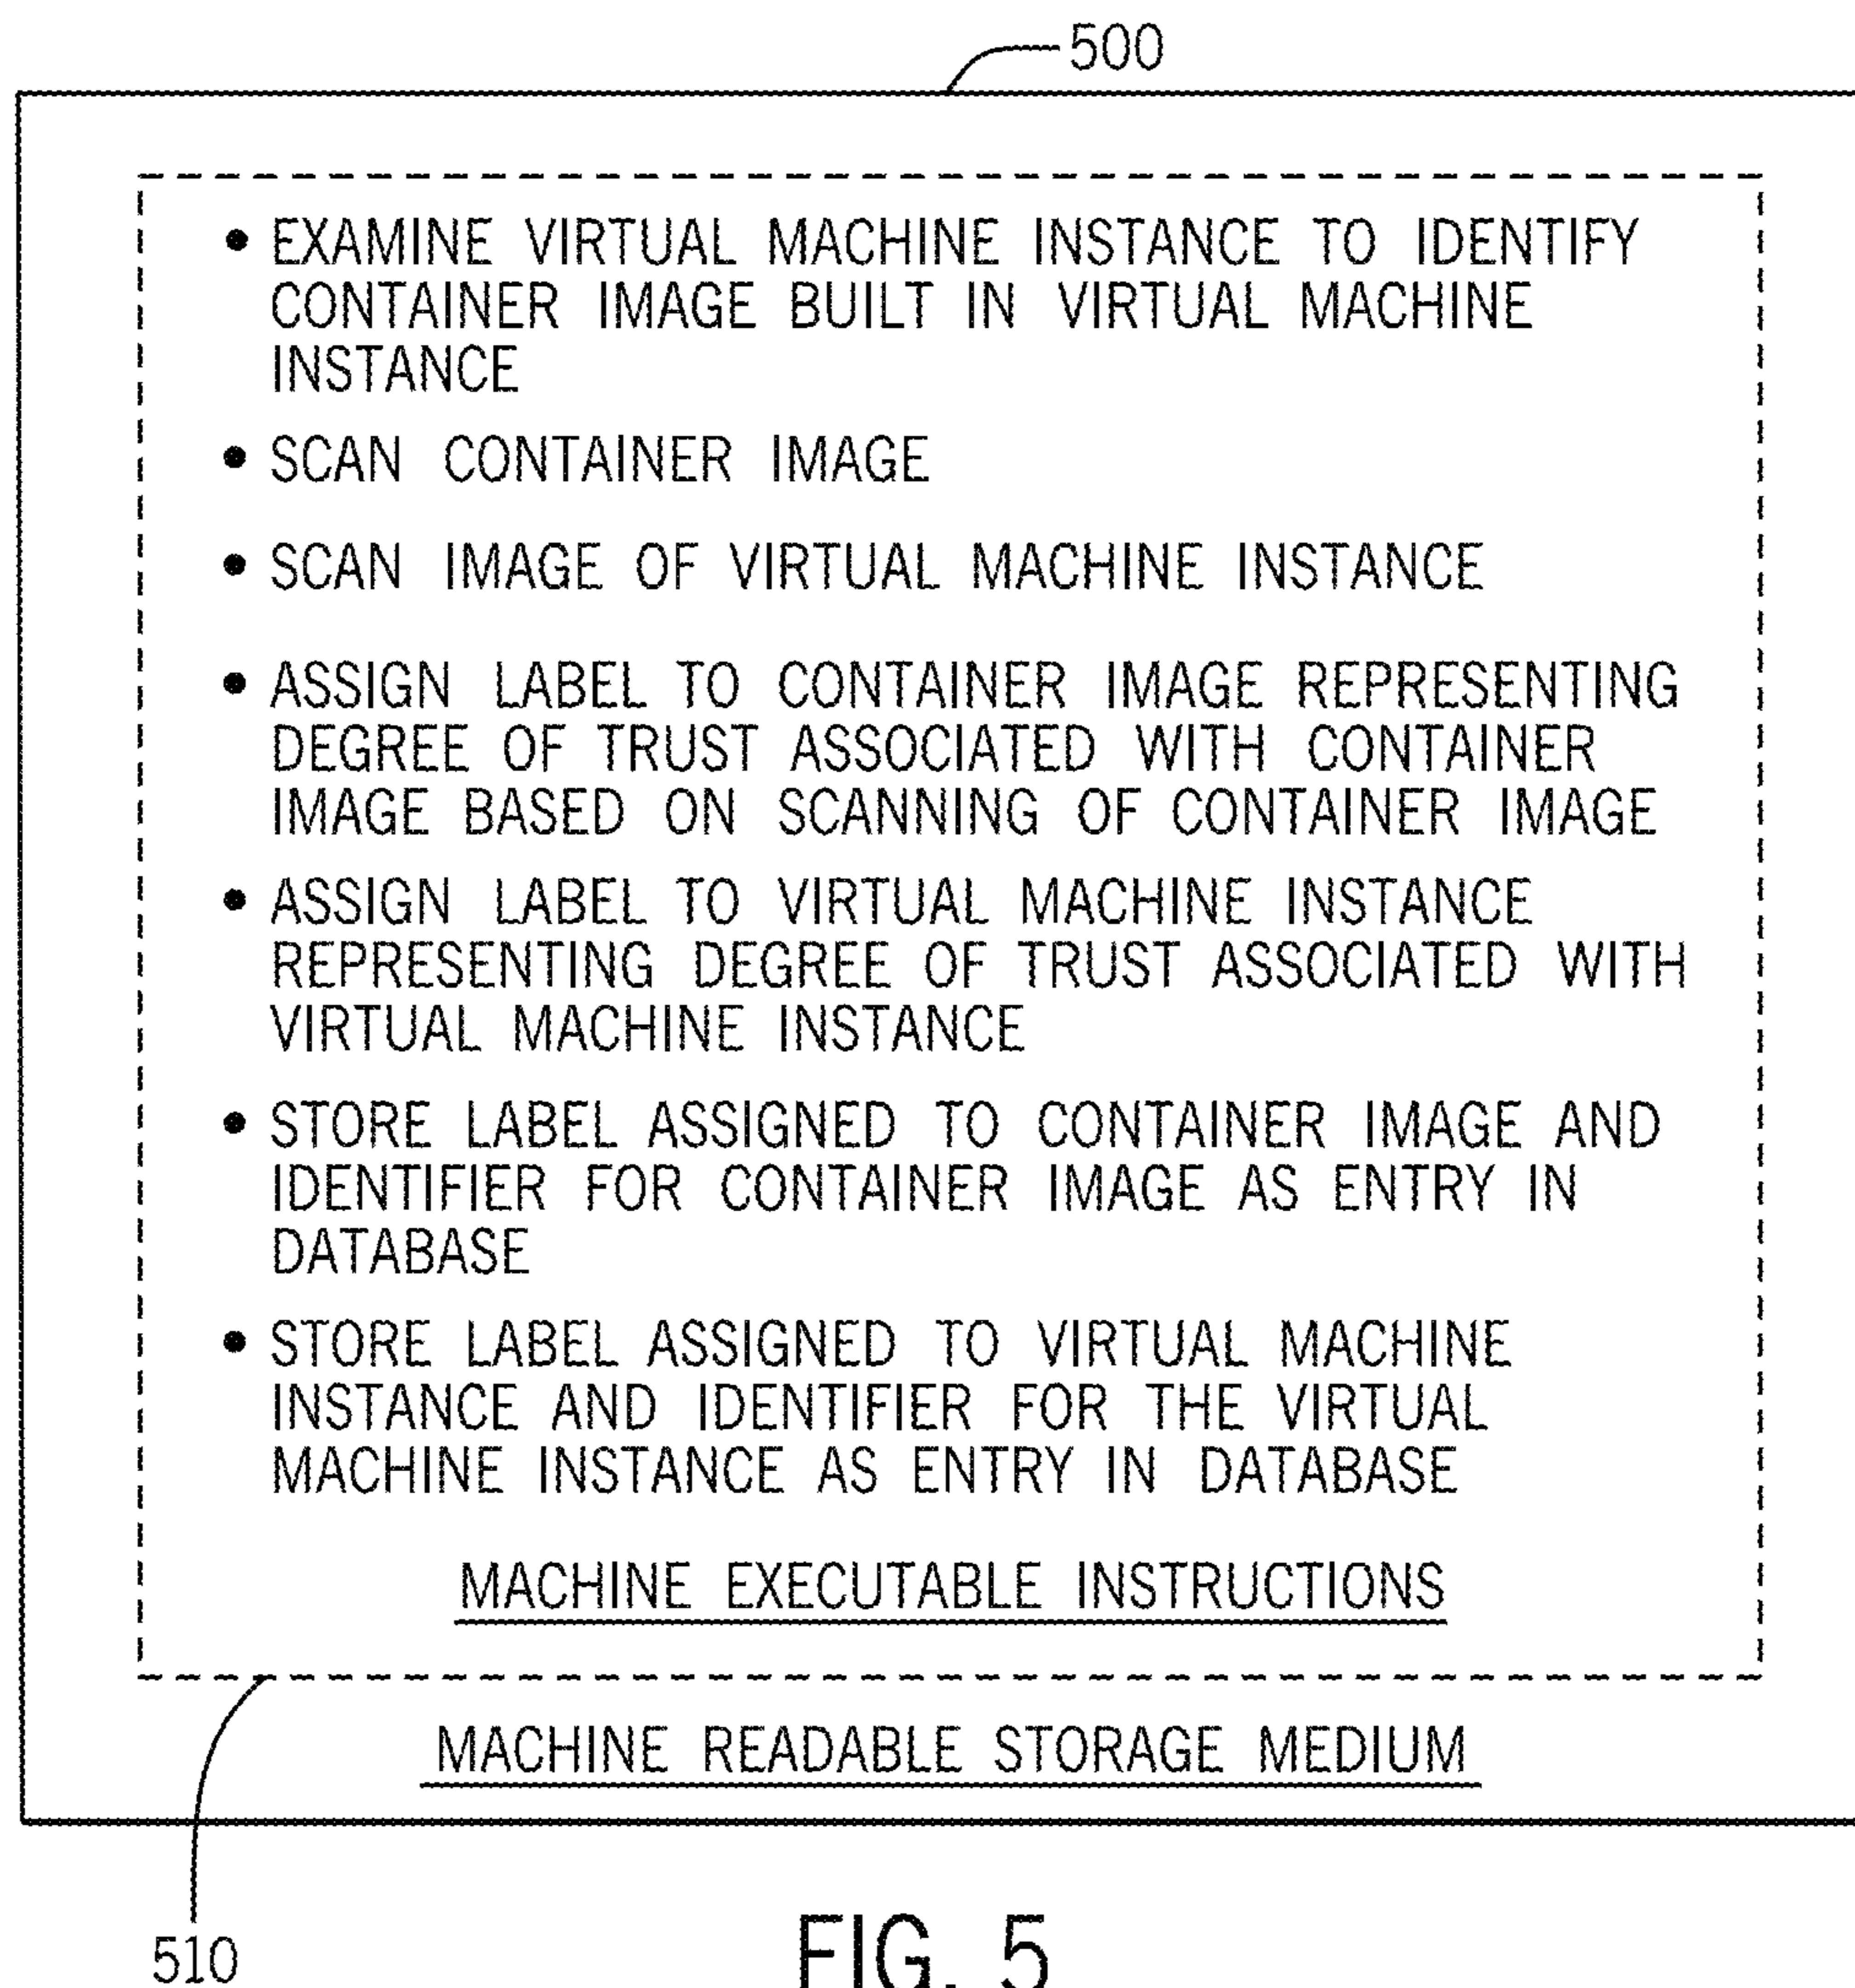 500
• EXAMINE VIRTUAL MACHINE INSTANCE TO IDENTIFY
CONTAINER IMAGE BUILT IN VIRTUAL MACHINE
INSTANCE
• SCAN CONTAINER IMAGE
• SCAN IMAGE OF VIRTUAL MACHINE INSTANCE
• ASSIGN LABEL TO CONTAINER IMAGE REPRESENTING
DEGREE OF TRUST ASSOCIATED WITH CONTAINER
IMAGE BASED ON SCANNING OF CONTAINER IMAGE
• ASSIGN LABEL TO VIRTUAL MACHINE INSTANCE
REPRESENTING DEGREE OF TRUST ASSOCIATED WITH
VIRTUAL MACHINE INSTANCE
• STORE LABEL ASSIGNED TO CONTAINER IMAGE AND
IDENTIFIER FOR CONTAINER IMAGE AS ENTRY IN
DATABASE
• STORE LABEL ASSIGNED TO VIRTUAL MACHINE
INSTANCE AND IDENTIFIER FOR THE VIRTUAL
MACHINE INSTANCE AS ENTRY IN DATABASE
MACHINE EXECUTABLE INSTRUCTIONS
MACHINE READABLE STORAGE MEDIUM
510
FIG. 5